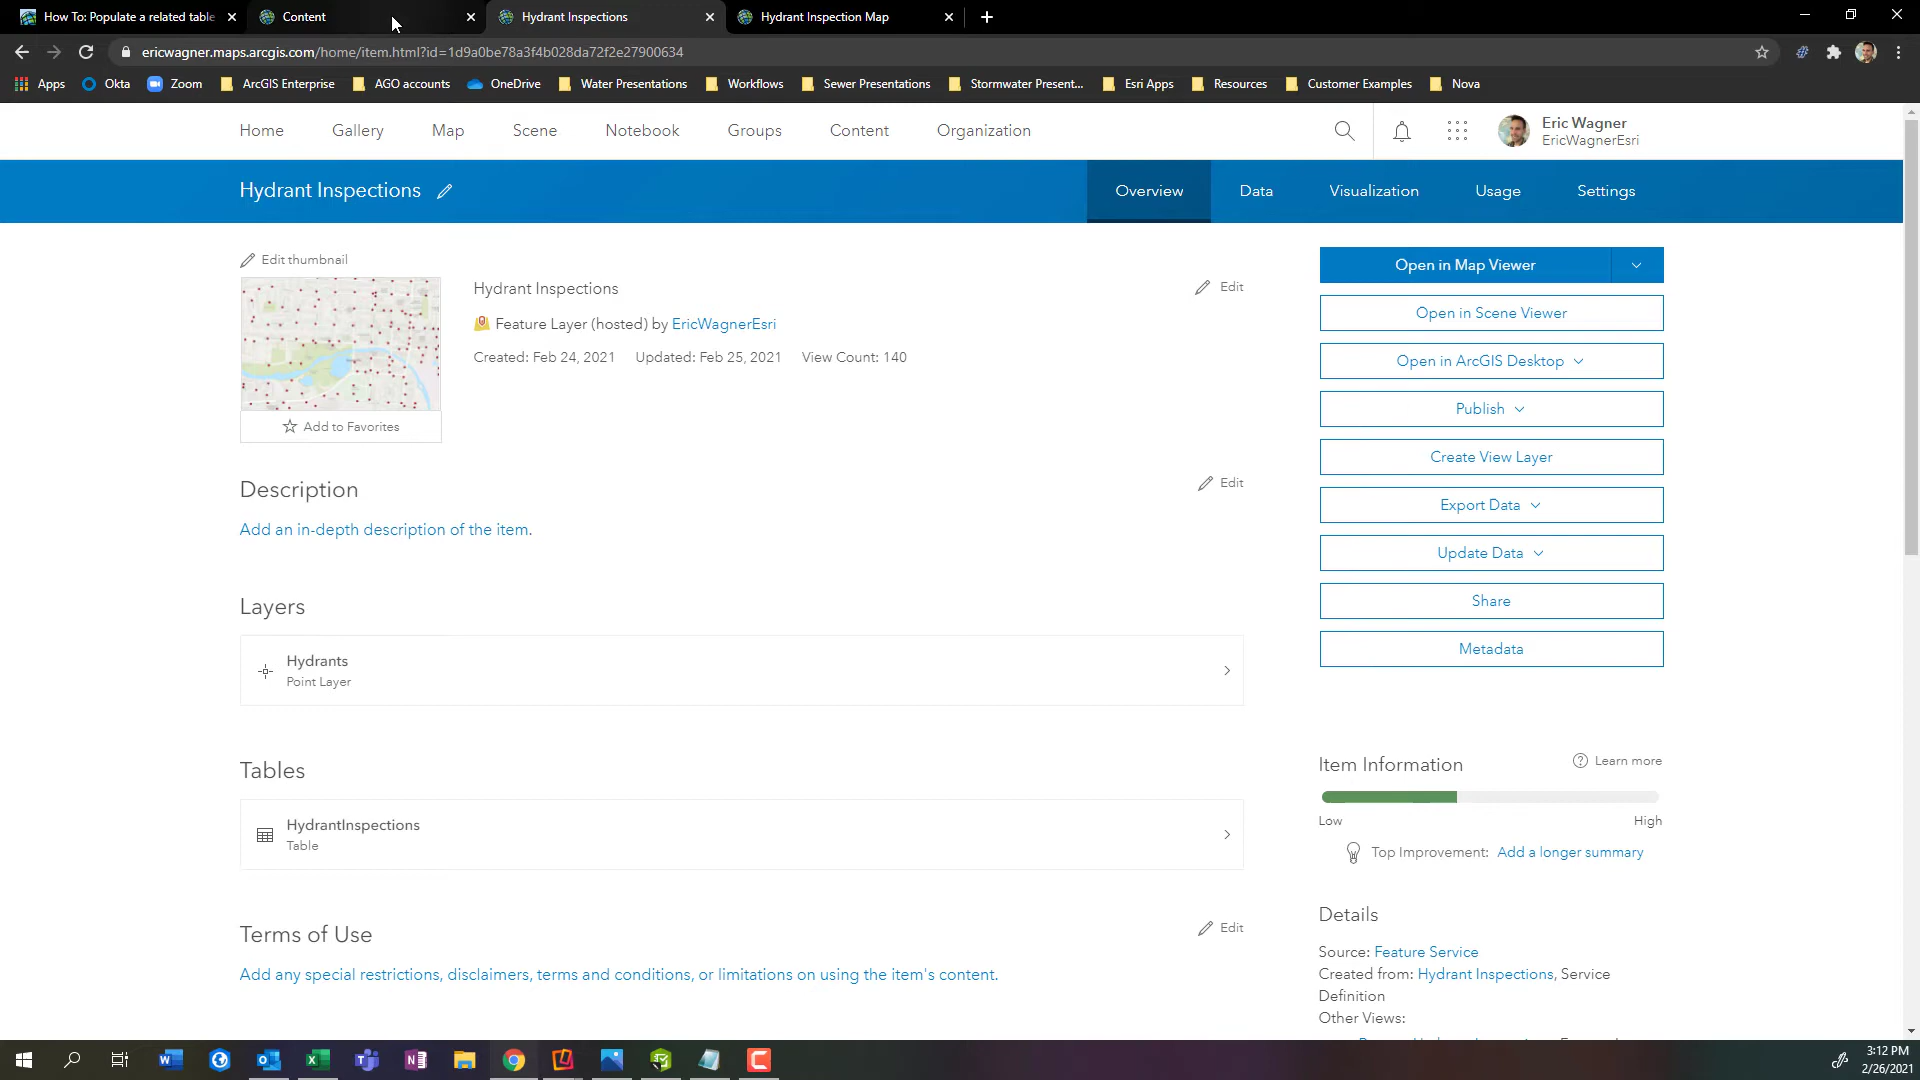 How To: Populate a related table
Content
Hydrant Inspections
Hydrant Inspection Map
ericwagner.maps.arcgis.com/home/item.html?id=1d9a0be78a3f4b028da72f2e27900634
Apps
Okta
Zoom
ArcGIS Enterprise
AGO accounts
OneDrive
Water Presentations
Workflows
Sewer Presentations
Stormwater Present...
Esri Apps
Resources
Customer Examples
Nova
Home
Gallery
Map
Scene
Notebook
Groups
Content
Organization
Eric Wagner
EricWagnerEsri
Hydrant Inspections
Overview
Data
Visualization
Usage
Settings
Edit thumbnail
Add to Favorites
Hydrant Inspections
Edit
Feature Layer (hosted) by EricWagnerEsri
Created: Feb 24, 2021 Updated: Feb 25, 2021 View Count: 140
Description
Edit
Add an in-depth description of the item.
Layers
Hydrants
Point Layer
Tables
HydrantInspections
Table
Terms of Use
Edit
Add any special restrictions, disclaimers, terms and conditions, or limitations on using the item's content.
Open in Map Viewer
Open in Scene Viewer
Open in ArcGIS Desktop
Publish
Create View Layer
Export Data
Update Data
Share
Metadata
Item Information
Learn more
Low
High
Top Improvement: Add a longer summary
Details
Source: Feature Service
Created from: Hydrant Inspections, Service
Definition
Other Views:
3:12 PM
2/26/2021